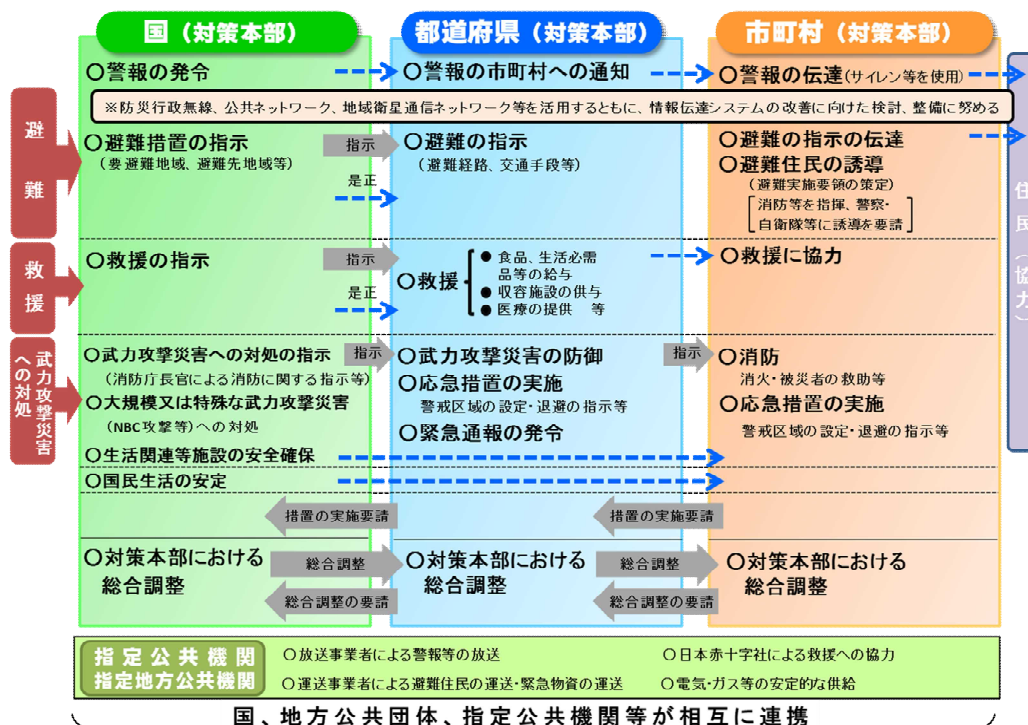 国（対策本部）
都道府県（対策本部）
市町村（対策本部）
○警報の発令
○警報の市町村への通知
○警報の伝達（サイレン等を使用）
※防災行政無線、公共ネットワーク、地域衛星通信ネットワーク等を活用するともに、情報伝達システムの改善に向けた検討、整備に努める
避難
○避難措置の指示
（要避難地域、避難先地域等）
指示
是正
○避難の指示
（避難経路、交通手段等）
○避難の指示の伝達
○避難住民の誘導
（避難実施要領の策定）
消防等を指揮、警察・
自衛隊等に誘導を要請
住民（協力）
救援
○救援の指示
指示
是正
○救援
●食品、生活必需
品等の給与
●収容施設の供与
●医療の提供　等
○救援に協力
武力攻撃災害
への対処
○武力攻撃災害への対処の指示
（消防庁長官による消防に関する指示等）
○大規模又は特殊な武力攻撃災害
（NBC攻撃等）への対処
○生活関連等施設の安全確保
○国民生活の安定
指示
○武力攻撃災害の防御
○応急措置の実施
警戒区域の設定・退避の指示等
○緊急通報の発令
指示
○消防
消火・被災者の救助等
○応急措置の実施
警戒区域の設定・退避の指示等
措置の実施要請
措置の実施要請
○対策本部における
総合調整
総合調整
総合調整の要請
○対策本部における
総合調整
総合調整
総合調整の要請
○対策本部における
総合調整
指定公共機関
指定地方公共機関
○放送事業者による警報等の放送
○日本赤十字社による救援への協力
○運送事業者による避難住民の運送・緊急物資の運送
○電気・ガス等の安定的な供給
国、地方公共団体、指定公共機関等が相互に連携